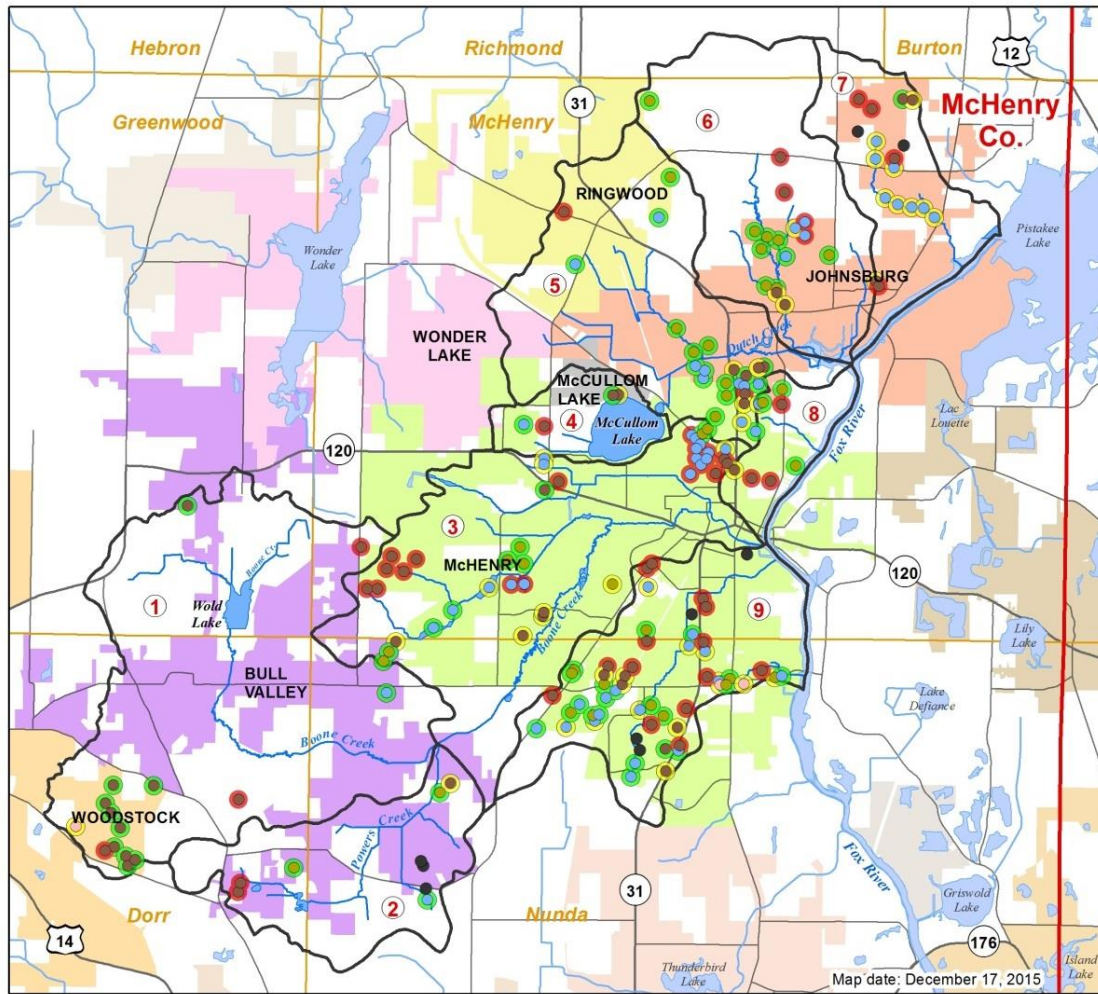 Hebron
Richmond
Burton
12
31
7
McHenry
Co.
Greenwood
McHenry
6
RINGWOOD
Wonder
Lake
Pistakee
Lake
5
JOHNSBURG
WONDER
LAKE
Dutch Creek
McCULLOM
LAKE
4
McCullom
Lake
8
Lac
Louette
Fox River
120
3
McHENRY
Boone Cr.
1
Wold
Lake
120
9
Boone Creek
Lily
Lake
BULL
VALLEY
Lake
Defiance
Boone Creek
WOODSTOCK
Powers Creek
Fox River
31
2
Dorr
Nunda
Griswold
Lake
14
176
Thunderbird
Lake
Island
Lake
Map date: December 17, 2015